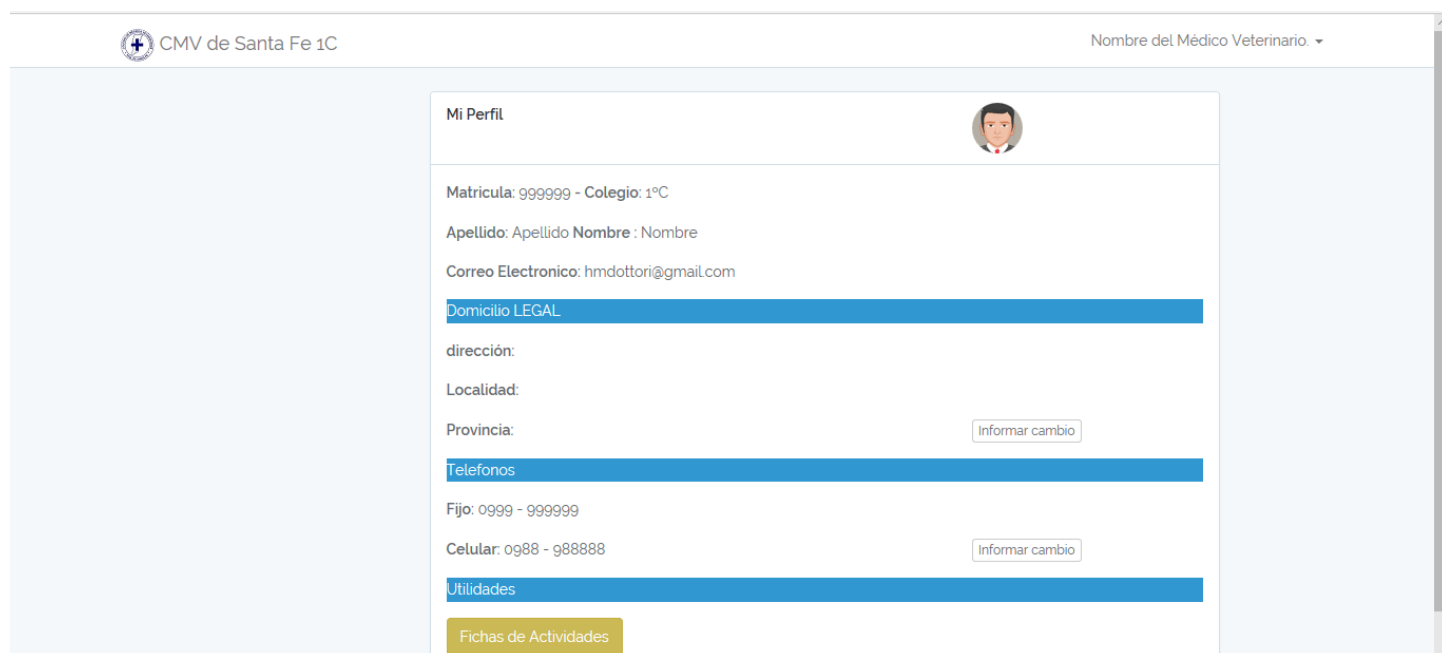 CMV de Santa Fe 1C
Nombre del Médico Veterinario.
Mi Perfil
Matricula: 999999 - Colegio: 1ºC
Apellido: Apellido Nombre : Nombre
Correo Electronico: hmdottori@gmail.com
Domicilio LEGAL
dirección:
Localidad:
Provincia:
Informar cambio
Telefonos
Fijo: 0999 - 999999
Celular: 0988 - 988888
Informar cambio
Utilidades
Fichas de Actividades